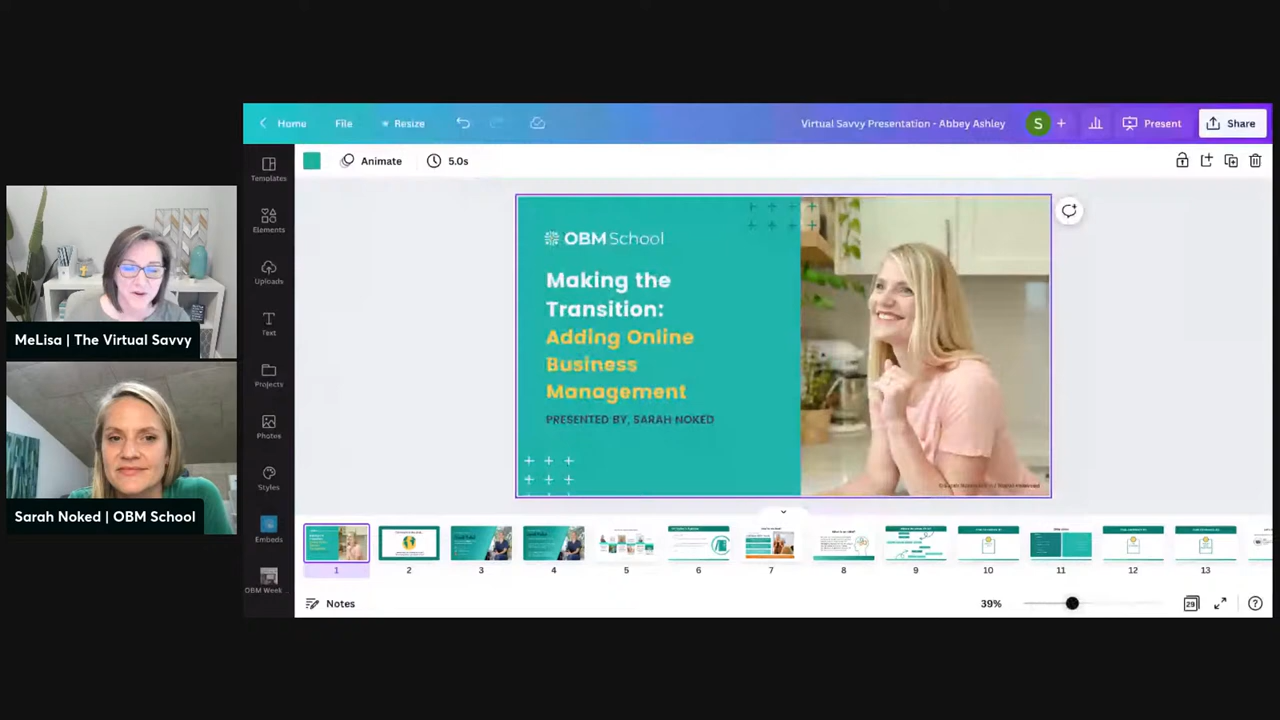 Home
File
Resize
Virtual Savvy Presentation - Abbey Ashley
S
Present
Share
Animate
5.0s
Templates
Elements
Uploads
Text
Projects
Photos
Styles
Embeds
OBM Week ..
OBM School
Making the
Transition:
Adding Online
Business
Management
PRESENTED BY, SARAH NOKED
MeLisa | The Virtual Savvy
Sarah Noked | OBM School
1
2
3
4
5
6
7
8
9
10
11
12
13
Notes
39%
29